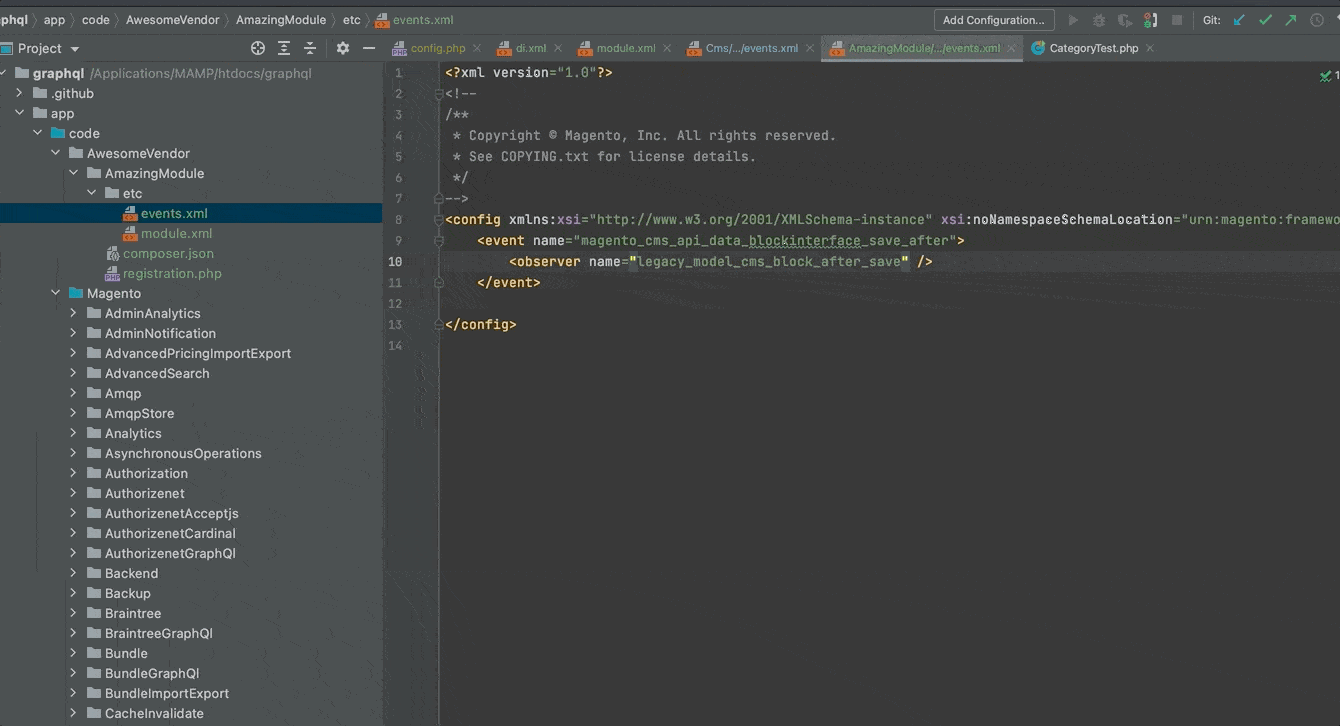 phql app code AwesomeVendor AmazingModule etc events.xml Add Configuration... Git:
Project config.php di.xml module.xml Cms/.../events.xml AmazingModule/.../events.xml CategoryTest.php
graphql /Applications/MAMP/htdocs/graphql
.github
app
code
AwesomeVendor
AmazingModule
etc
events.xml
module.xml
composer.json
registration.php
Magento
AdminAnalytics
AdminNotification
AdvancedPricingImportExport
AdvancedSearch
Amqp
AmqpStore
Analytics
AsynchronousOperations
Authorization
Authorizenet
AuthorizenetAcceptjs
AuthorizenetCardinal
AuthorizenetGraphQl
Backend
Backup
Braintree
BraintreeGraphQl
Bundle
BundleGraphQl
BundleImportExport
CacheInvalidate
1 <?xml version="1.0"?> 1
2 <!--
3 /**
4 * Copyright © Magento, Inc. All rights reserved.
5 * See COPYING.txt for license details.
6 */
7 -->
8 <config xmlns:xsi="http://www.w3.org/2001/XMLSchema-instance" xsi:noNamespaceSchemaLocation="urn:magento:framewo
9 <event name="magento_cms_api_data_blockinterface_save_after">
10 <observer name="legacy_model_cms_block_after_save" />
11 </event>
12
13 </config>
14